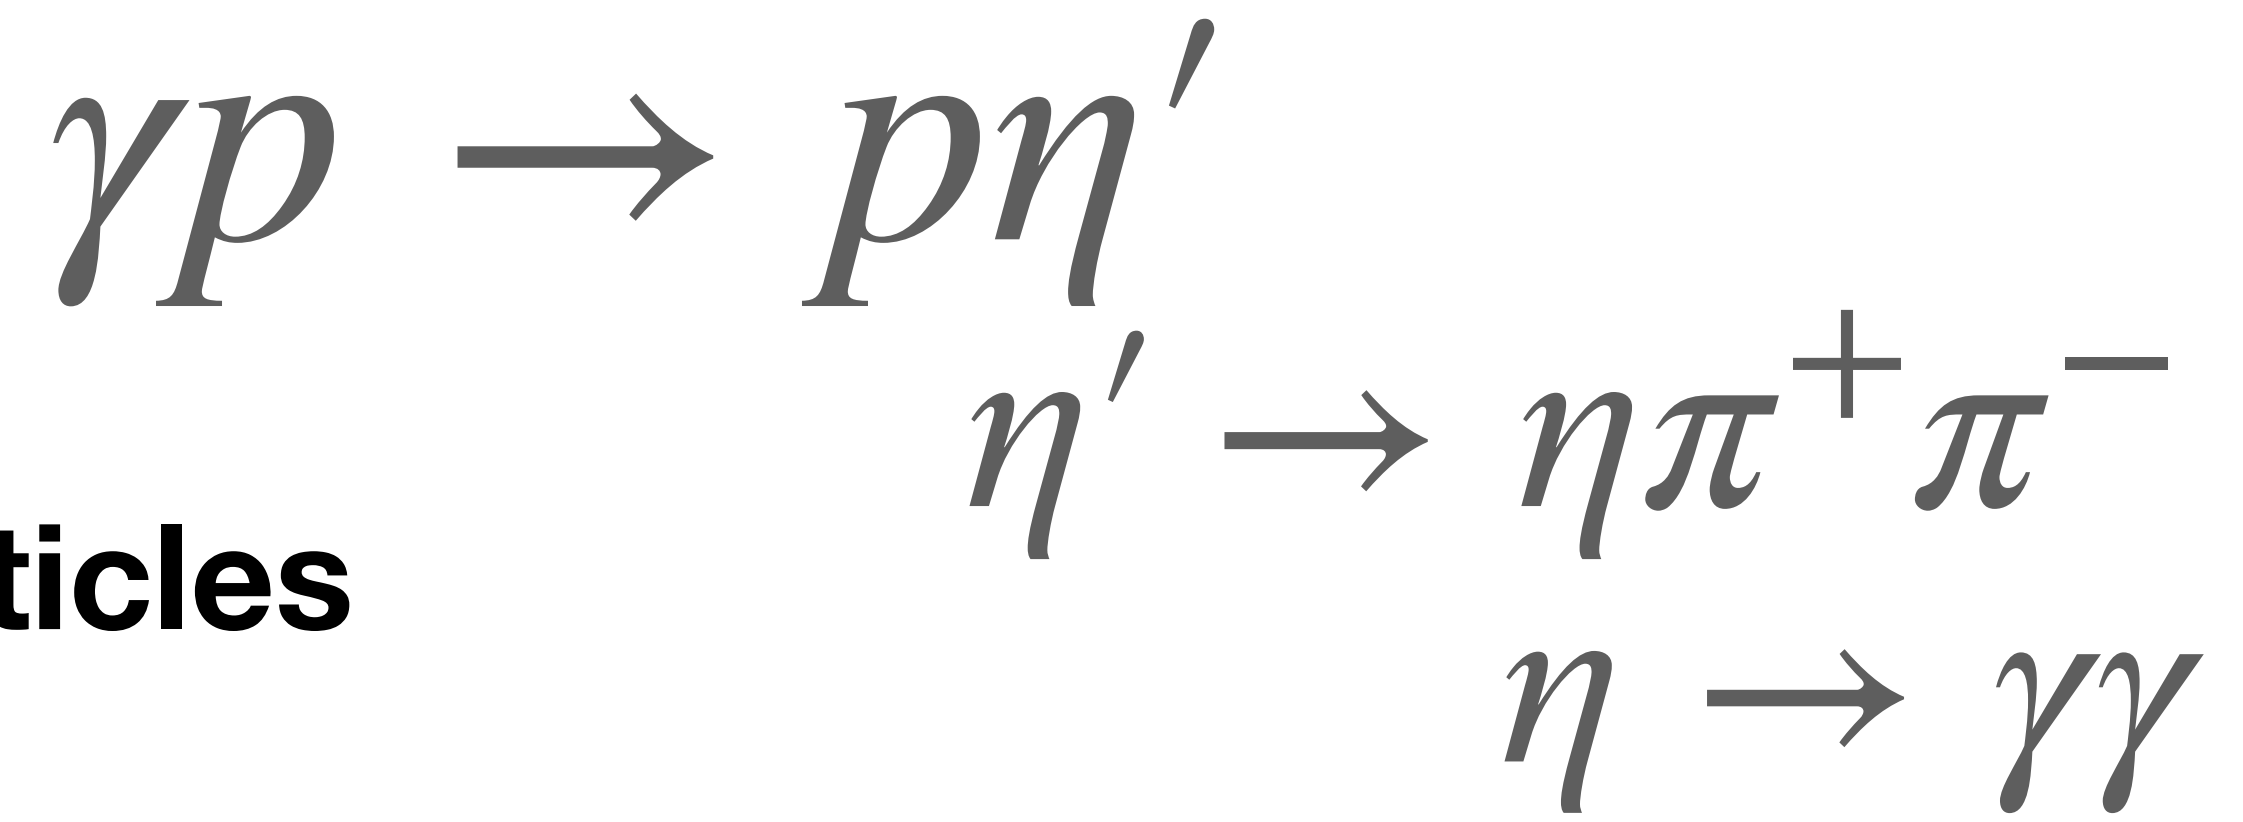 γp → pη′
η′ → ηπ⁺π⁻
ticles
η → γγ